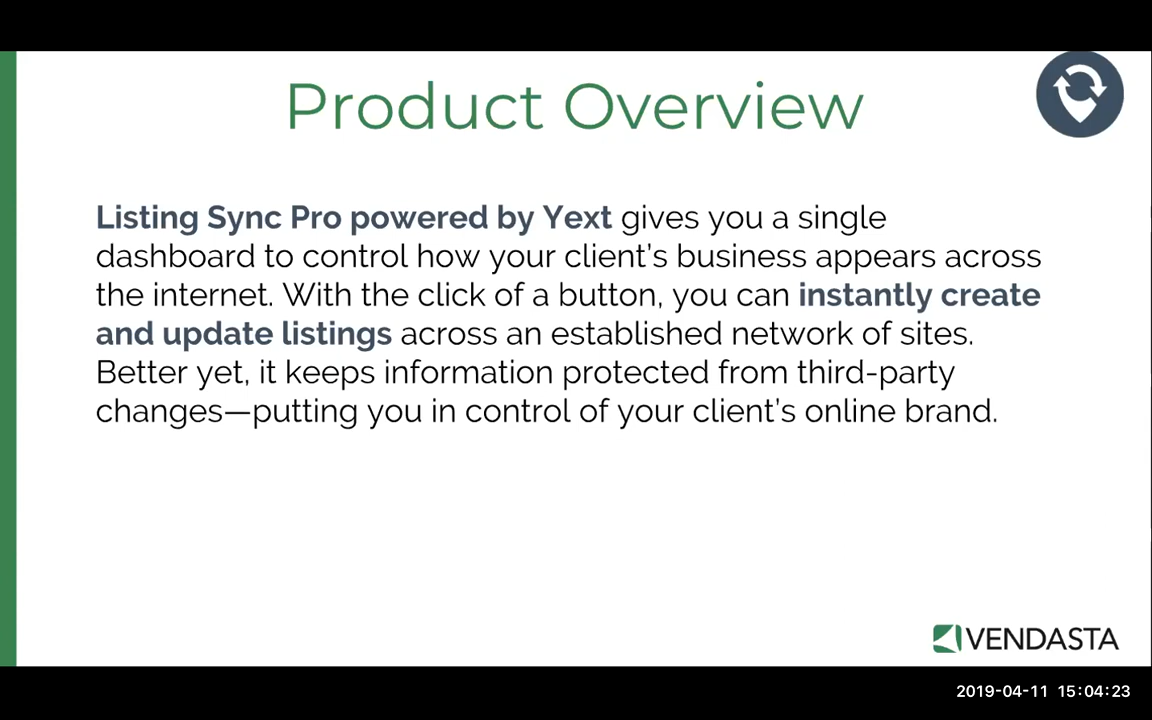 Product Overview
Listing Sync Pro powered by Yext gives you a single
dashboard to control how your client’s business appears across
the internet. With the click of a button, you can instantly create
and update listings across an established network of sites.
Better yet, it keeps information protected from third-party
changes—putting you in control of your client’s online brand.
VENDASTA
2019-04-11 15:04:23